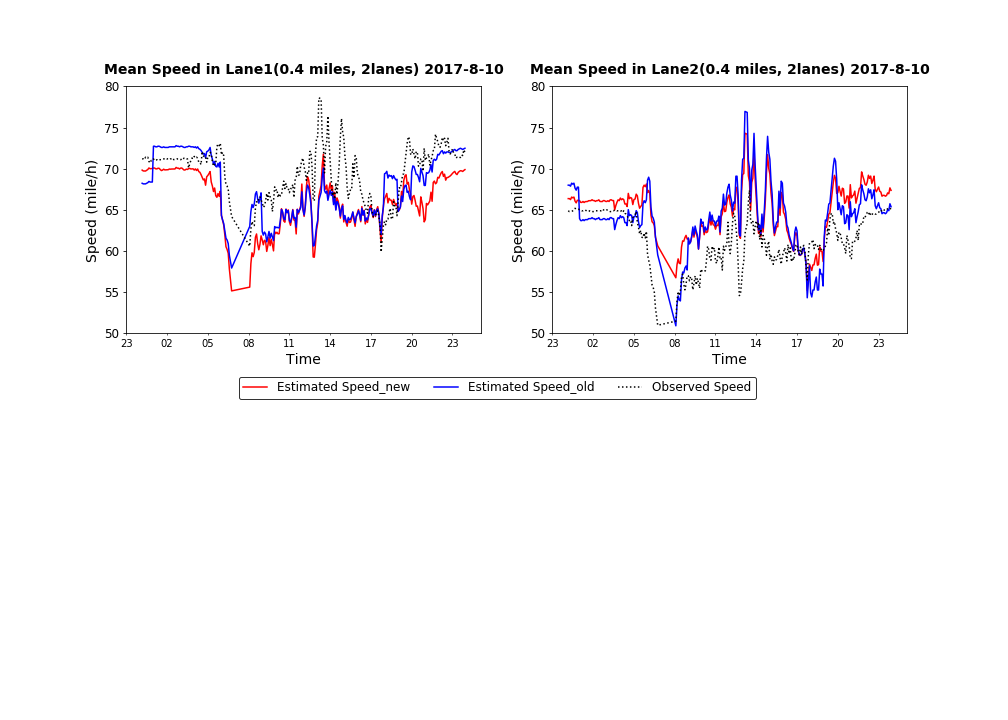 Mean Speed in Lane1(0.4 miles, 2lanes) 2017-8-10
80
75
70
65
60
55
50
Speed (mile/h)
23 02 05 08 11 14 17 20 23
Time
Mean Speed in Lane2(0.4 miles, 2lanes) 2017-8-10
80
75
70
65
60
55
50
Speed (mile/h)
23 02 05 08 11 14 17 20 23
Time
Estimated Speed_new Estimated Speed_old Observed Speed